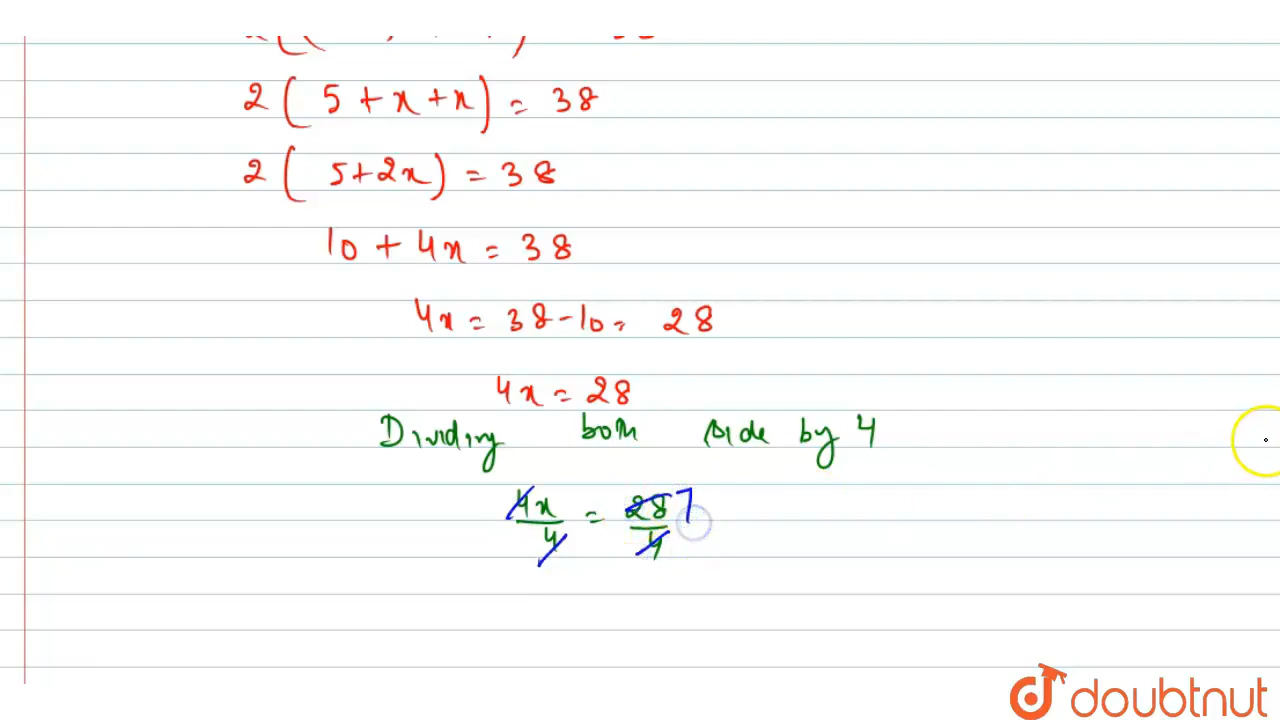 2 ( 5 + x + x ) = 38
2 ( 5 + 2x ) = 38
10 + 4x = 38
4x = 38 - 10 = 28
4x = 28
Dividing both side by 4
4x/4 = 28/4 7
doubtnut